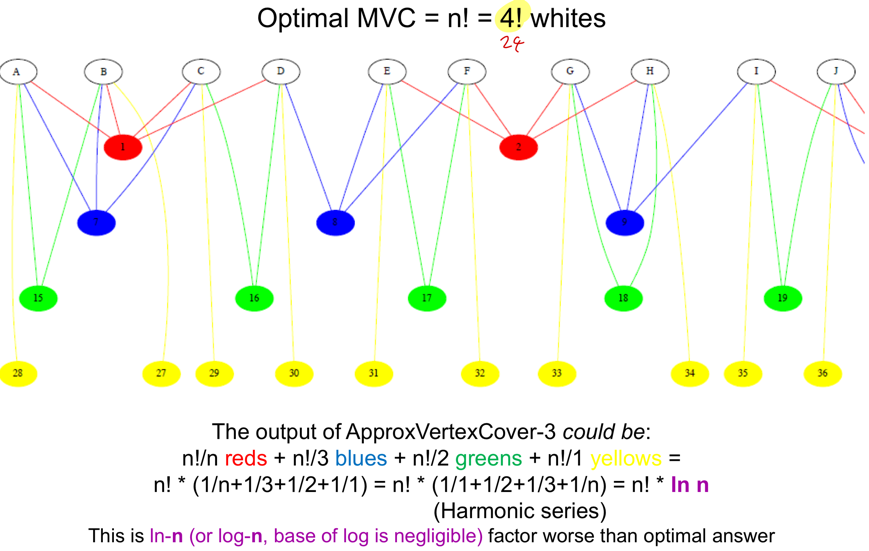 Optimal MVC = n! = 4! whites
24
A B C D E F G H I J
1 2
7 8 9
15 16 17 18 19
28 27 29 30 31 32 33 34 35 36
The output of ApproxVertexCover-3 could be:
n!/n reds + n!/3 blues + n!/2 greens + n!/1 yellows =
n! * (1/n+1/3+1/2+1/1) = n! * (1/1+1/2+1/3+1/n) = n! * ln n
(Harmonic series)
This is ln-n (or log-n, base of log is negligible) factor worse than optimal answer